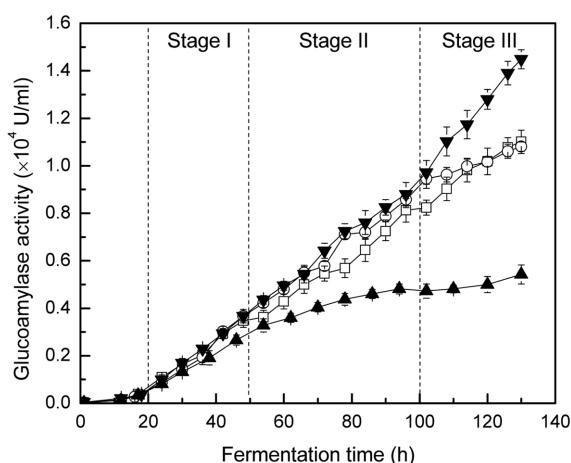 Stage I Stage II Stage III
Glucoamylase activity (×10⁴ U/ml)
1.6
1.4
1.2
1.0
0.8
0.6
0.4
0.2
0.0
0 20 40 60 80 100 120 140
Fermentation time (h)